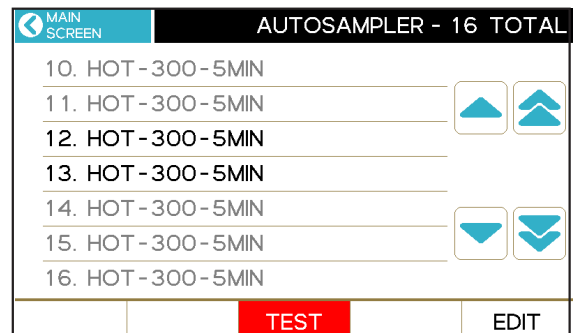 MAIN
SCREEN
AUTOSAMPLER - 16 TOTAL
10. HOT-300-5MIN
11. HOT-300-5MIN
12. HOT-300-5MIN
13. HOT-300-5MIN
14. HOT-300-5MIN
15. HOT-300-5MIN
16. HOT-300-5MIN
TEST
EDIT